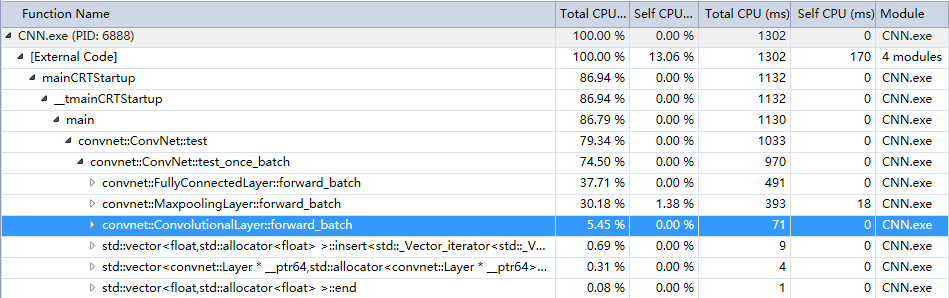 Function Name Total CPU... Self CPU... Total CPU (ms) Self CPU (ms) Module
CNN.exe (PID: 6888) 100.00 % 0.00 % 1302 0 CNN.exe
[External Code] 100.00 % 13.06 % 1302 170 4 modules
mainCRTStartup 86.94 % 0.00 % 1132 0 CNN.exe
__tmainCRTStartup 86.94 % 0.00 % 1132 0 CNN.exe
main 86.79 % 0.00 % 1130 0 CNN.exe
convnet::ConvNet::test 79.34 % 0.00 % 1033 0 CNN.exe
convnet::ConvNet::test_once_batch 74.50 % 0.00 % 970 0 CNN.exe
convnet::FullyConnectedLayer::forward_batch 37.71 % 0.00 % 491 0 CNN.exe
convnet::MaxpoolingLayer::forward_batch 30.18 % 1.38 % 393 18 CNN.exe
convnet::ConvolutionalLayer::forward_batch 5.45 % 0.00 % 71 0 CNN.exe
std::vector<float,std::allocator<float> >::insert<std::_Vector_iterator<std::_V... 0.69 % 0.00 % 9 0 CNN.exe
std::vector<convnet::Layer * __ptr64,std::allocator<convnet::Layer * __ptr64>... 0.31 % 0.00 % 4 0 CNN.exe
std::vector<float,std::allocator<float> >::end 0.08 % 0.00 % 1 0 CNN.exe